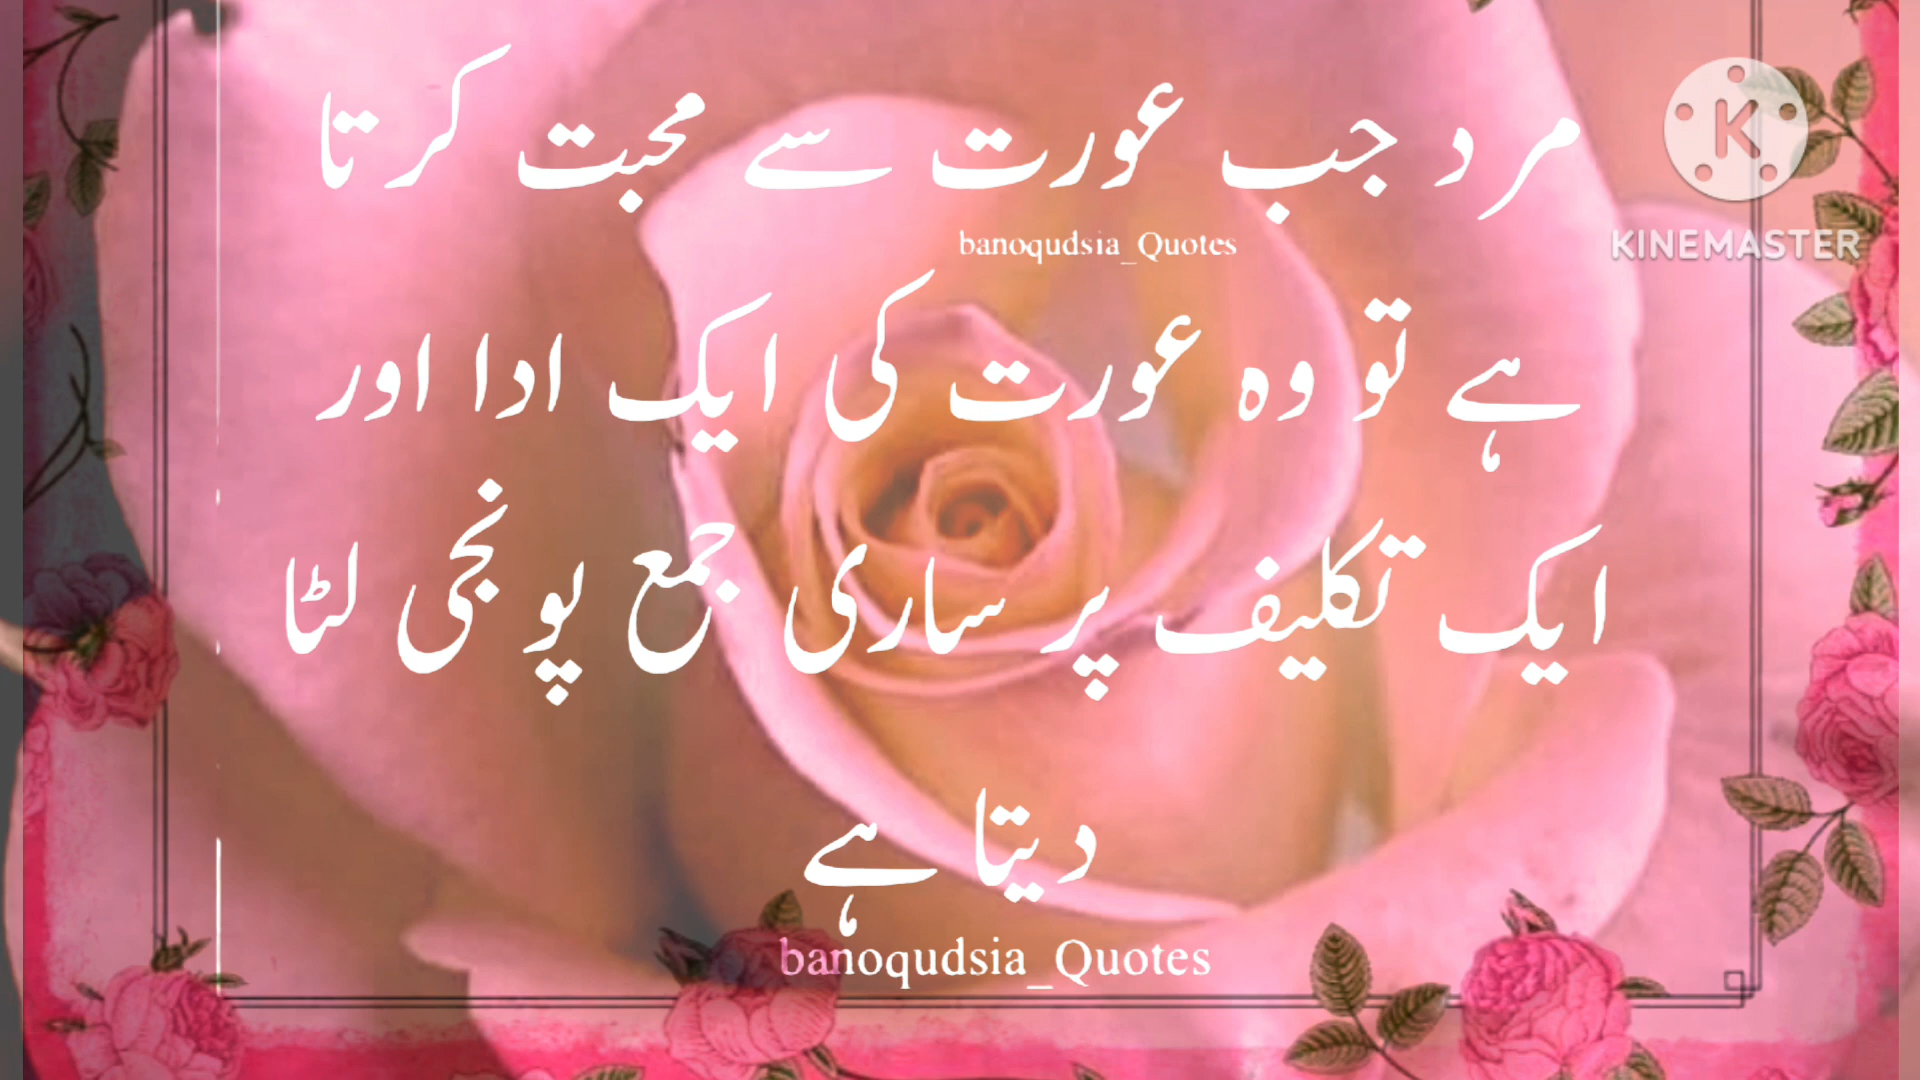 مرد جب عورت سے محبت کرتا
banoqudsia_Quotes
KINEMASTER
ہے تو وہ عورت کی ایک ادا اور
ایک تکلیف پر ساری جمع پونجی لٹا
دیتا ہے
banoqudsia_Quotes